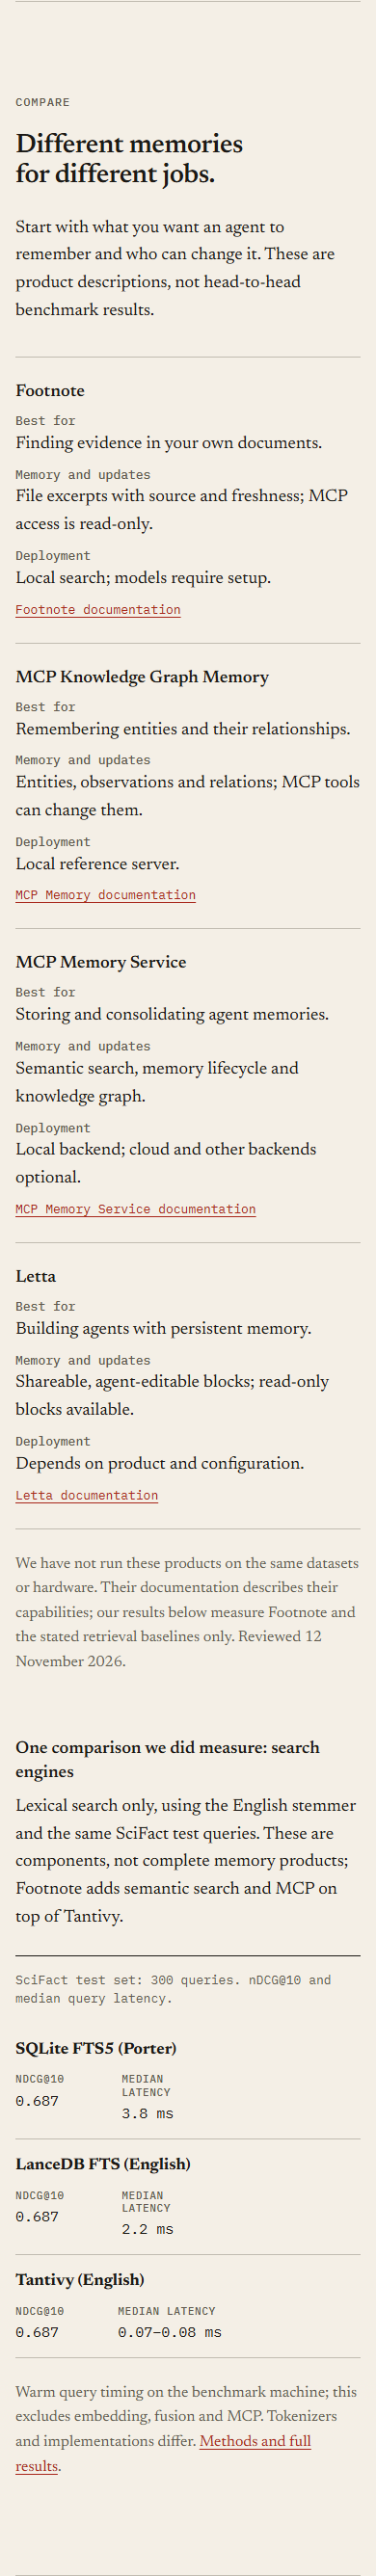 COMPARE
Different memories
for different jobs.
Start with what you want an agent to
remember and who can change it. These are
product descriptions, not head-to-head
benchmark results.
Footnote
Best for
Finding evidence in your own documents.
Memory and updates
File excerpts with source and freshness; MCP
access is read-only.
Deployment
Local search; models require setup.
Footnote documentation
MCP Knowledge Graph Memory
Best for
Remembering entities and their relationships.
Memory and updates
Entities, observations and relations; MCP tools
can change them.
Deployment
Local reference server.
MCP Memory documentation
MCP Memory Service
Best for
Storing and consolidating agent memories.
Memory and updates
Semantic search, memory lifecycle and
knowledge graph.
Deployment
Local backend; cloud and other backends
optional.
MCP Memory Service documentation
Letta
Best for
Building agents with persistent memory.
Memory and updates
Shareable, agent-editable blocks; read-only
blocks available.
Deployment
Depends on product and configuration.
Letta documentation
We have not run these products on the same datasets
or hardware. Their documentation describes their
capabilities; our results below measure Footnote and
the stated retrieval baselines only. Reviewed 12
November 2026.
One comparison we did measure: search
engines
Lexical search only, using the English stemmer
and the same SciFact test queries. These are
components, not complete memory products;
Footnote adds semantic search and MCP on
top of Tantivy.
SciFact test set: 300 queries. nDCG@10 and
median query latency.
SQLite FTS5 (Porter)
NDCG@10
0.687
MEDIAN
LATENCY
3.8 ms
LanceDB FTS (English)
NDCG@10
0.687
MEDIAN
LATENCY
2.2 ms
Tantivy (English)
NDCG@10
0.687
MEDIAN LATENCY
0.07–0.08 ms
Warm query timing on the benchmark machine; this
excludes embedding, fusion and MCP. Tokenizers
and implementations differ. Methods and full
results.